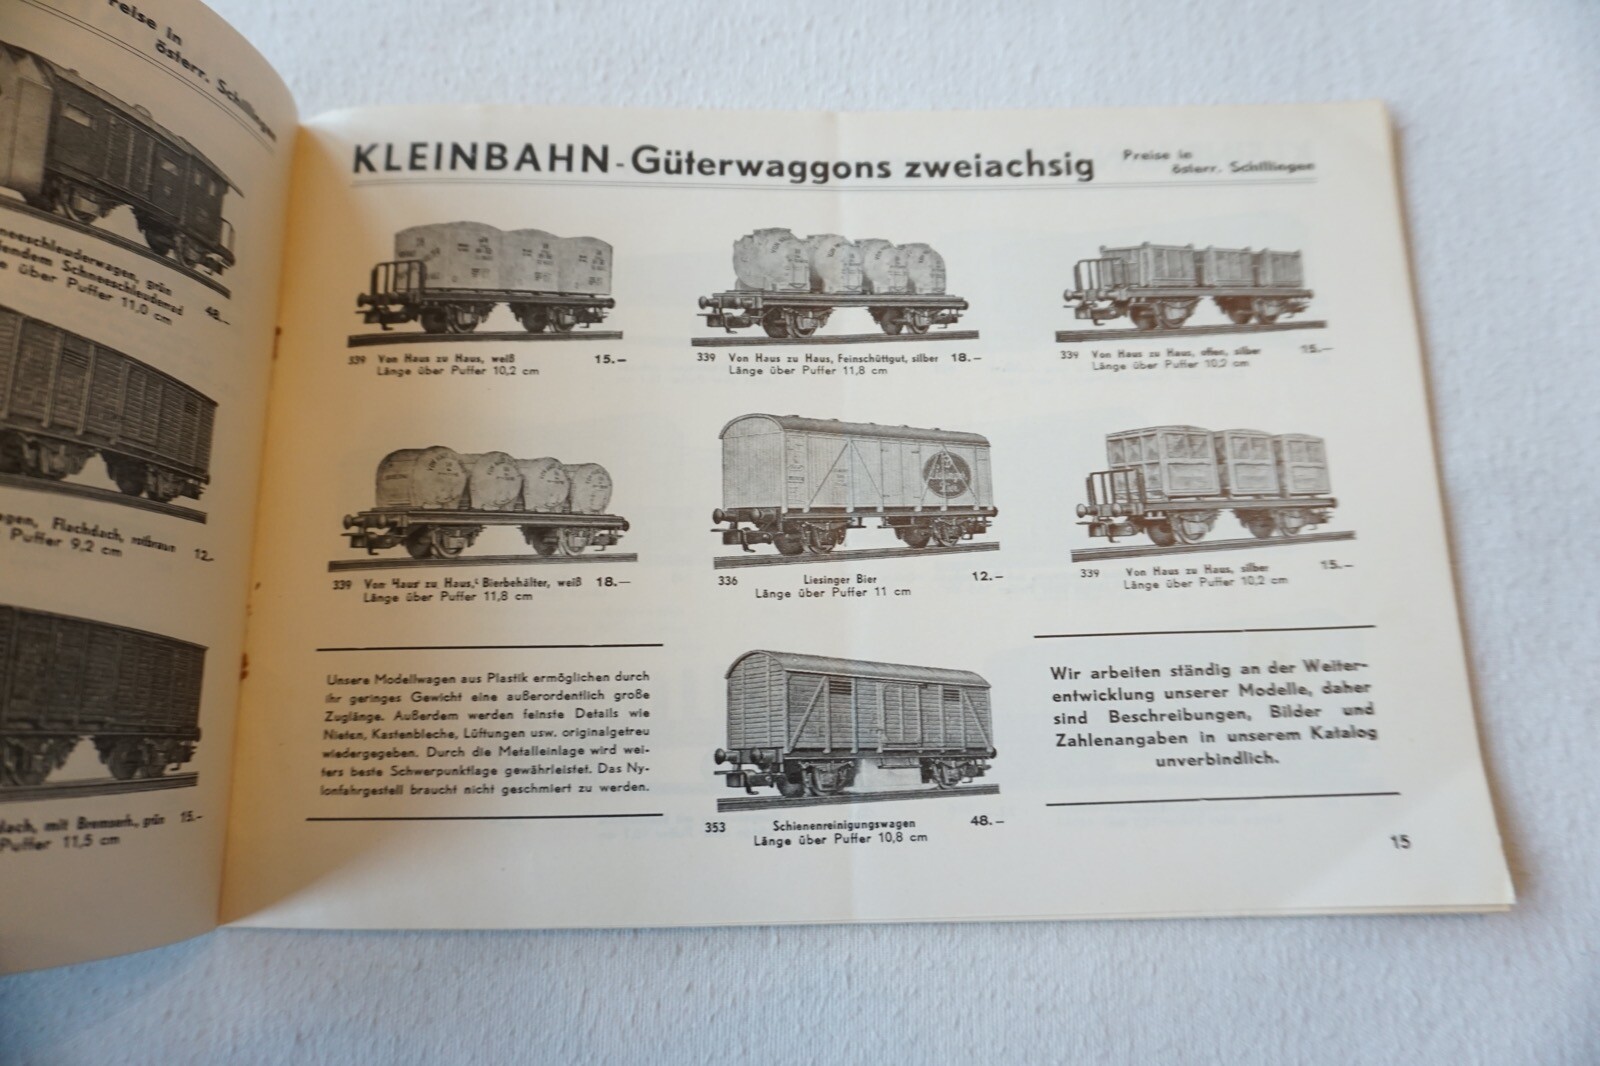 Preise in
österr. Schillingen
48.—
über Puffer 11,0 cm
Flachdach, rotbraun 12.-
Puffer 9,2 cm
mit Bremserh., grün 15.-
Puffer 11,5 cm
KLEINBAHN - Güterwaggons zweiachsig
Preise in
österr. Schillingen
339 Von Haus zu Haus, weiß 15.—
Länge über Puffer 10,2 cm
339 Von Haus zu Haus, Feinschüttgut, silber 18.—
Länge über Puffer 11,8 cm
339 Von Haus zu Haus, offen, silber 15.—
Länge über Puffer 10,2 cm
339 Von Haus zu Haus, Bierbehälter, weiß 18.—
Länge über Puffer 11,8 cm
336 Liesinger Bier 12.—
Länge über Puffer 11 cm
339 Von Haus zu Haus, silber 15.—
Länge über Puffer 10,2 cm
Unsere Modellwagen aus Plastik ermöglichen durch
ihr geringes Gewicht eine außerordentlich große
Zuglänge. Außerdem werden feinste Details wie
Nieten, Kastenbleche, Lüftungen usw. originalgetreu
wiedergegeben. Durch die Metalleinlage wird wei-
ters beste Schwerpunktlage gewährleistet. Das Ny-
lonfahrgestell braucht nicht geschmiert zu werden.
353 Schienenreinigungswagen 48.—
Länge über Puffer 10,8 cm
Wir arbeiten ständig an der Weiter-
entwicklung unserer Modelle, daher
sind Beschreibungen, Bilder und
Zahlenangaben in unserem Katalog
unverbindlich.
15